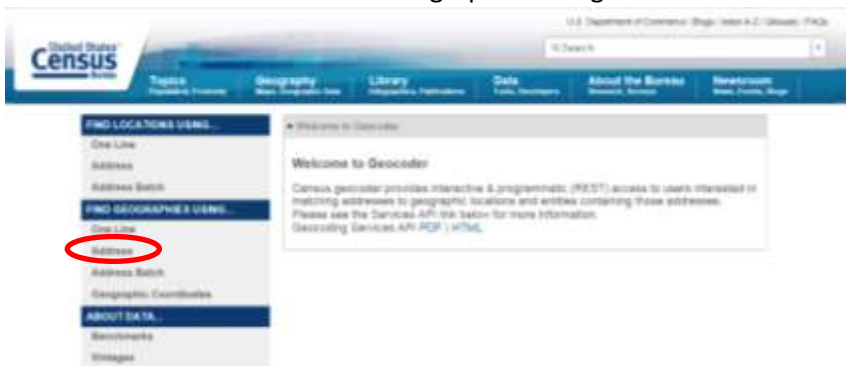 U.S. Department of Commerce | Blogs | Index A-Z | Glossary | FAQs
United States
Census
Bureau
Search
Topics
Population, Economy
Geography
Maps, Geographic Data
Library
Infographics, Publications
Data
Tools, Developers
About the Bureau
Research, Surveys
Newsroom
News, Events, Blogs
FIND LOCATIONS USING...
One Line
Address
Address Batch
FIND GEOGRAPHIES USING...
One Line
Address
Address Batch
Geographic Coordinates
ABOUT DATA...
Benchmarks
Vintages
Welcome to Geocoder
Welcome to Geocoder
Census geocoder provides interactive & programmatic (REST) access to users interested in
matching addresses to geographic locations and entities containing those addresses.
Please see the Services API link below for more information.
Geocoding Services API PDF | HTML